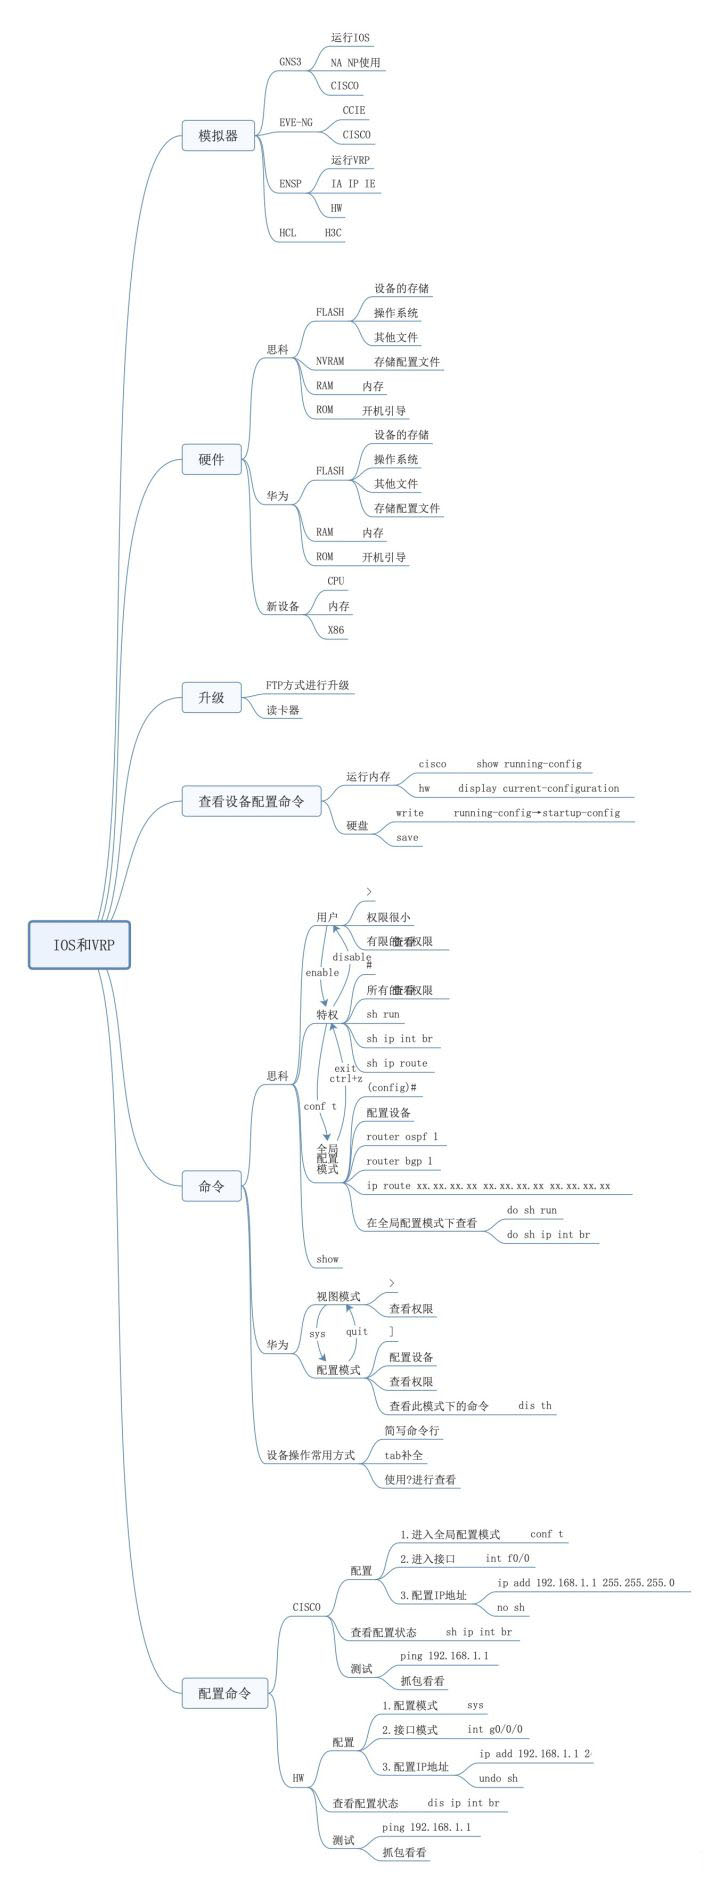 IOS和VRP
模拟器
GNS3
运行IOS
NA NP使用
CISCO
EVE-NG
CCIE
CISCO
ENSP
运行VRP
IA IP IE
HW
HCL
H3C
硬件
思科
FLASH
设备的存储
操作系统
其他文件
NVRAM
存储配置文件
RAM
内存
ROM
开机引导
华为
FLASH
设备的存储
操作系统
其他文件
存储配置文件
RAM
内存
ROM
开机引导
新设备
CPU
内存
X86
升级
FTP方式进行升级
读卡器
查看设备配置命令
运行内存
cisco
show running-config
hw
display current-configuration
硬盘
write
running-config→startup-config
save
命令
思科
用户
>
权限很小
有限的查看权限
enable
disable
特权
#
所有的查看权限
sh run
sh ip int br
sh ip route
conf t
exit
ctrl+z
全局
配置
模式
(config)#
配置设备
router ospf 1
router bgp 1
ip route xx.xx.xx.xx xx.xx.xx.xx xx.xx.xx.xx
在全局配置模式下查看
do sh run
do sh ip int br
show
华为
视图模式
>
查看权限
sys
quit
配置模式
]
配置设备
查看权限
查看此模式下的命令
dis th
设备操作常用方式
简写命令行
tab补全
使用?进行查看
配置命令
CISCO
配置
1.进入全局配置模式
conf t
2.进入接口
int f0/0
3.配置IP地址
ip add 192.168.1.1 255.255.255.0
no sh
查看配置状态
sh ip int br
测试
ping 192.168.1.1
抓包看看
HW
配置
1.配置模式
sys
2.接口模式
int g0/0/0
3.配置IP地址
ip add 192.168.1.1 2
undo sh
查看配置状态
dis ip int br
测试
ping 192.168.1.1
抓包看看